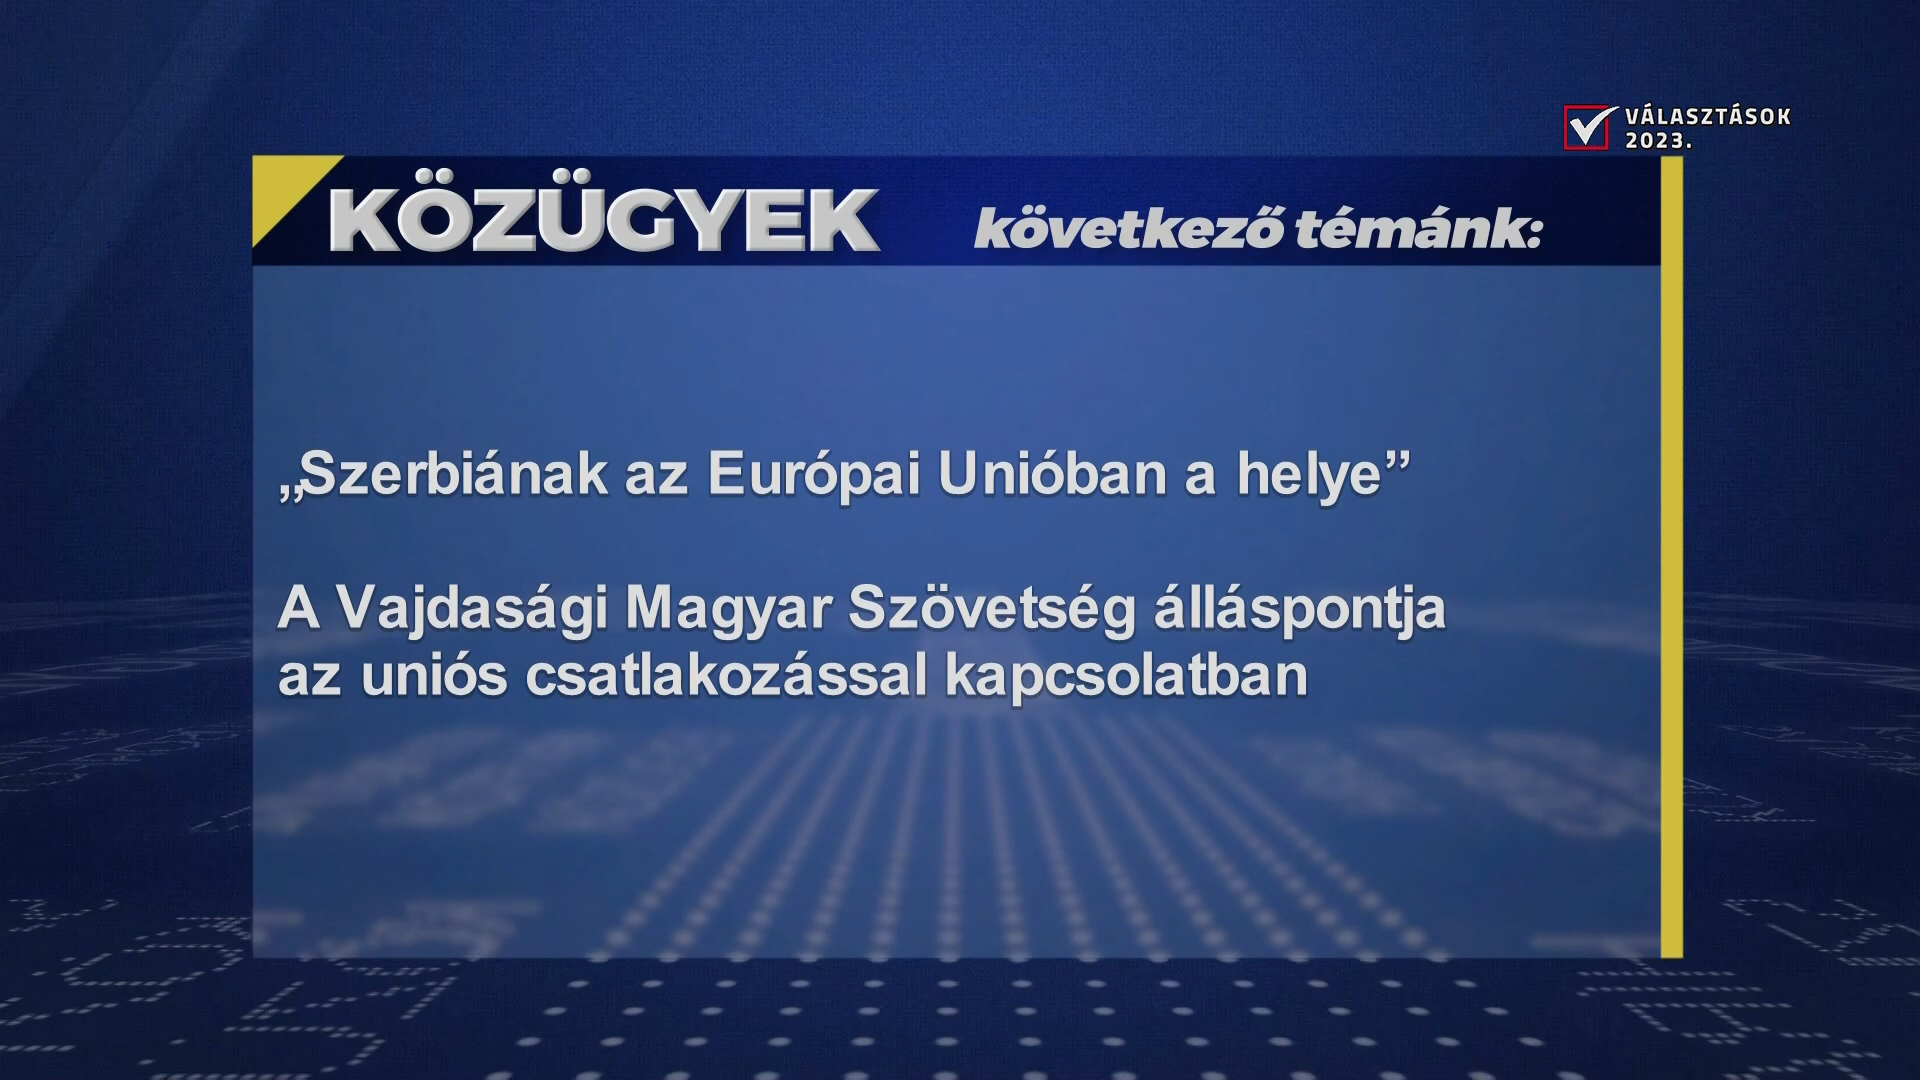 VÁLASZTÁSOK
2023.
KÖZÜGYEK következő témánk:
„Szerbiának az Európai Unióban a helye”
A Vajdasági Magyar Szövetség álláspontja
az uniós csatlakozással kapcsolatban